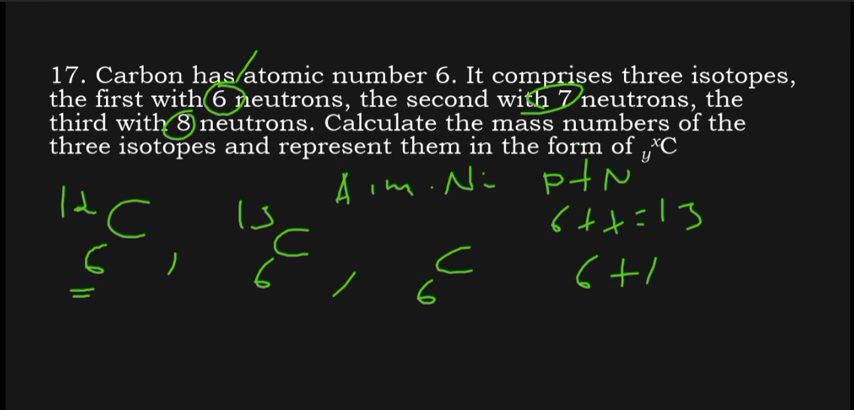 17. Carbon has atomic number 6. It comprises three isotopes,
the first with 6 neutrons, the second with 7 neutrons, the
third with 8 neutrons. Calculate the mass numbers of the
three isotopes and represent them in the form of yˣC
A.m.N: P+N
12 C 13 C 6+7=13
6 , 6 , 6 C 6+1